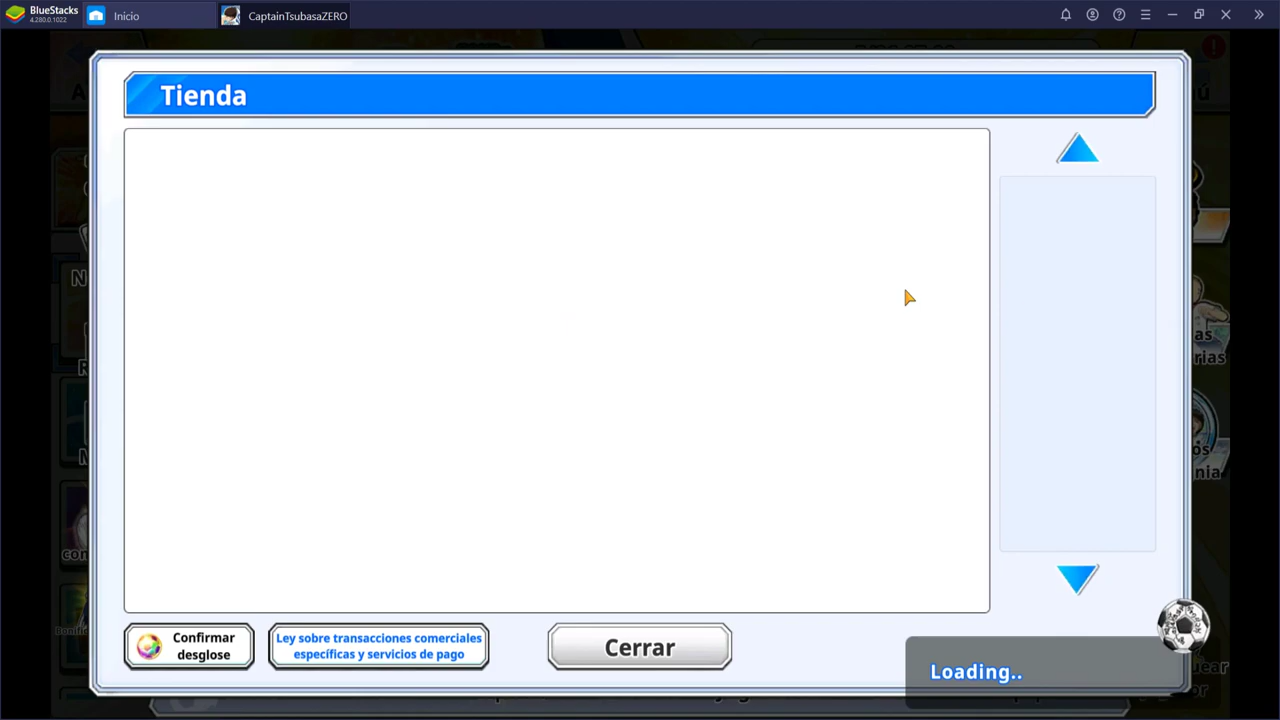 BlueStacks
4.280.0.1022
Inicio
CaptainTsubasaZERO
Tienda
Confirmar
desglose
Ley sobre transacciones comerciales
específicas y servicios de pago
Cerrar
Loading..